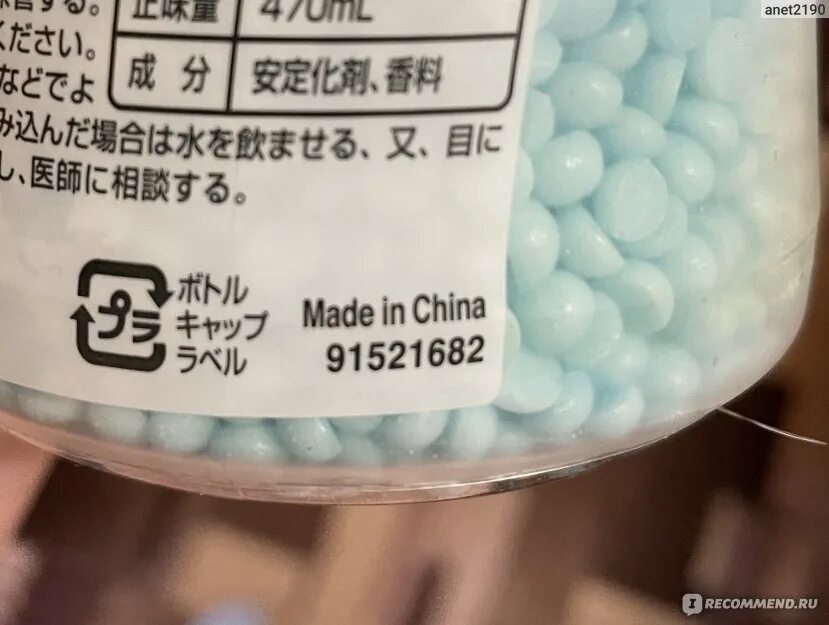 anet2190
する。
正味量 470mL
ください。
成分 安定化剤、香料
などでよ
み込んだ場合は水を飲ませる、又、目に
し、医師に相談する。
プラ
ボトル
キャップ
ラベル
Made in China
91521682
IRECOMMEND.RU